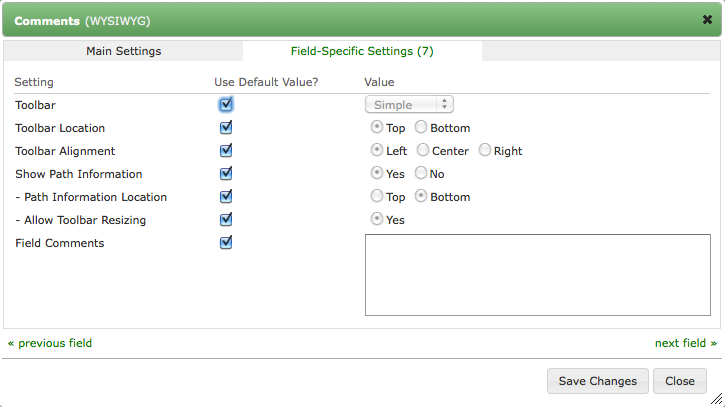 Comments (WYSIWYG)
Main Settings Field-Specific Settings (7)
Setting Use Default Value? Value
Toolbar Simple
Toolbar Location Top Bottom
Toolbar Alignment Left Center Right
Show Path Information Yes No
- Path Information Location Top Bottom
- Allow Toolbar Resizing Yes
Field Comments
« previous field next field »
Save Changes Close